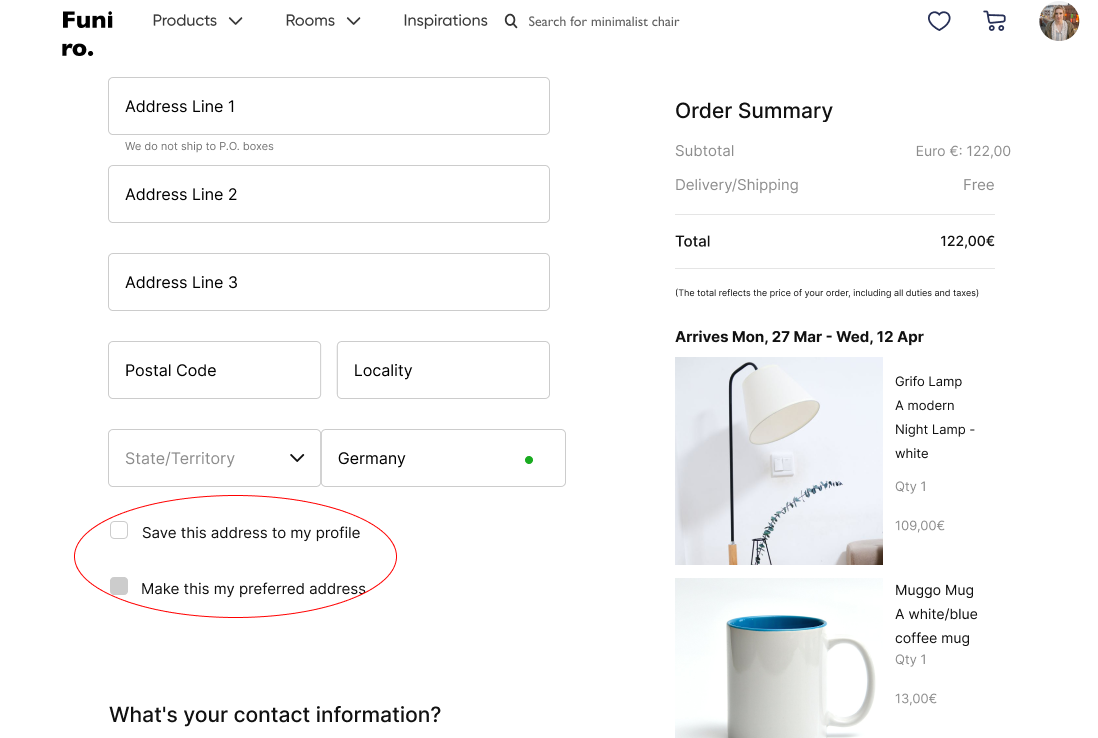 Funi
ro.
Products
Rooms
Inspirations
Search for minimalist chair
Address Line 1
We do not ship to P.O. boxes
Address Line 2
Address Line 3
Postal Code
Locality
State/Territory
Germany
Save this address to my profile
Make this my preferred address
What's your contact information?
Order Summary
Subtotal Euro €: 122,00
Delivery/Shipping Free
Total 122,00€
(The total reflects the price of your order, including all duties and taxes)
Arrives Mon, 27 Mar - Wed, 12 Apr
Grifo Lamp
A modern
Night Lamp -
white
Qty 1
109,00€
Muggo Mug
A white/blue
coffee mug
Qty 1
13,00€